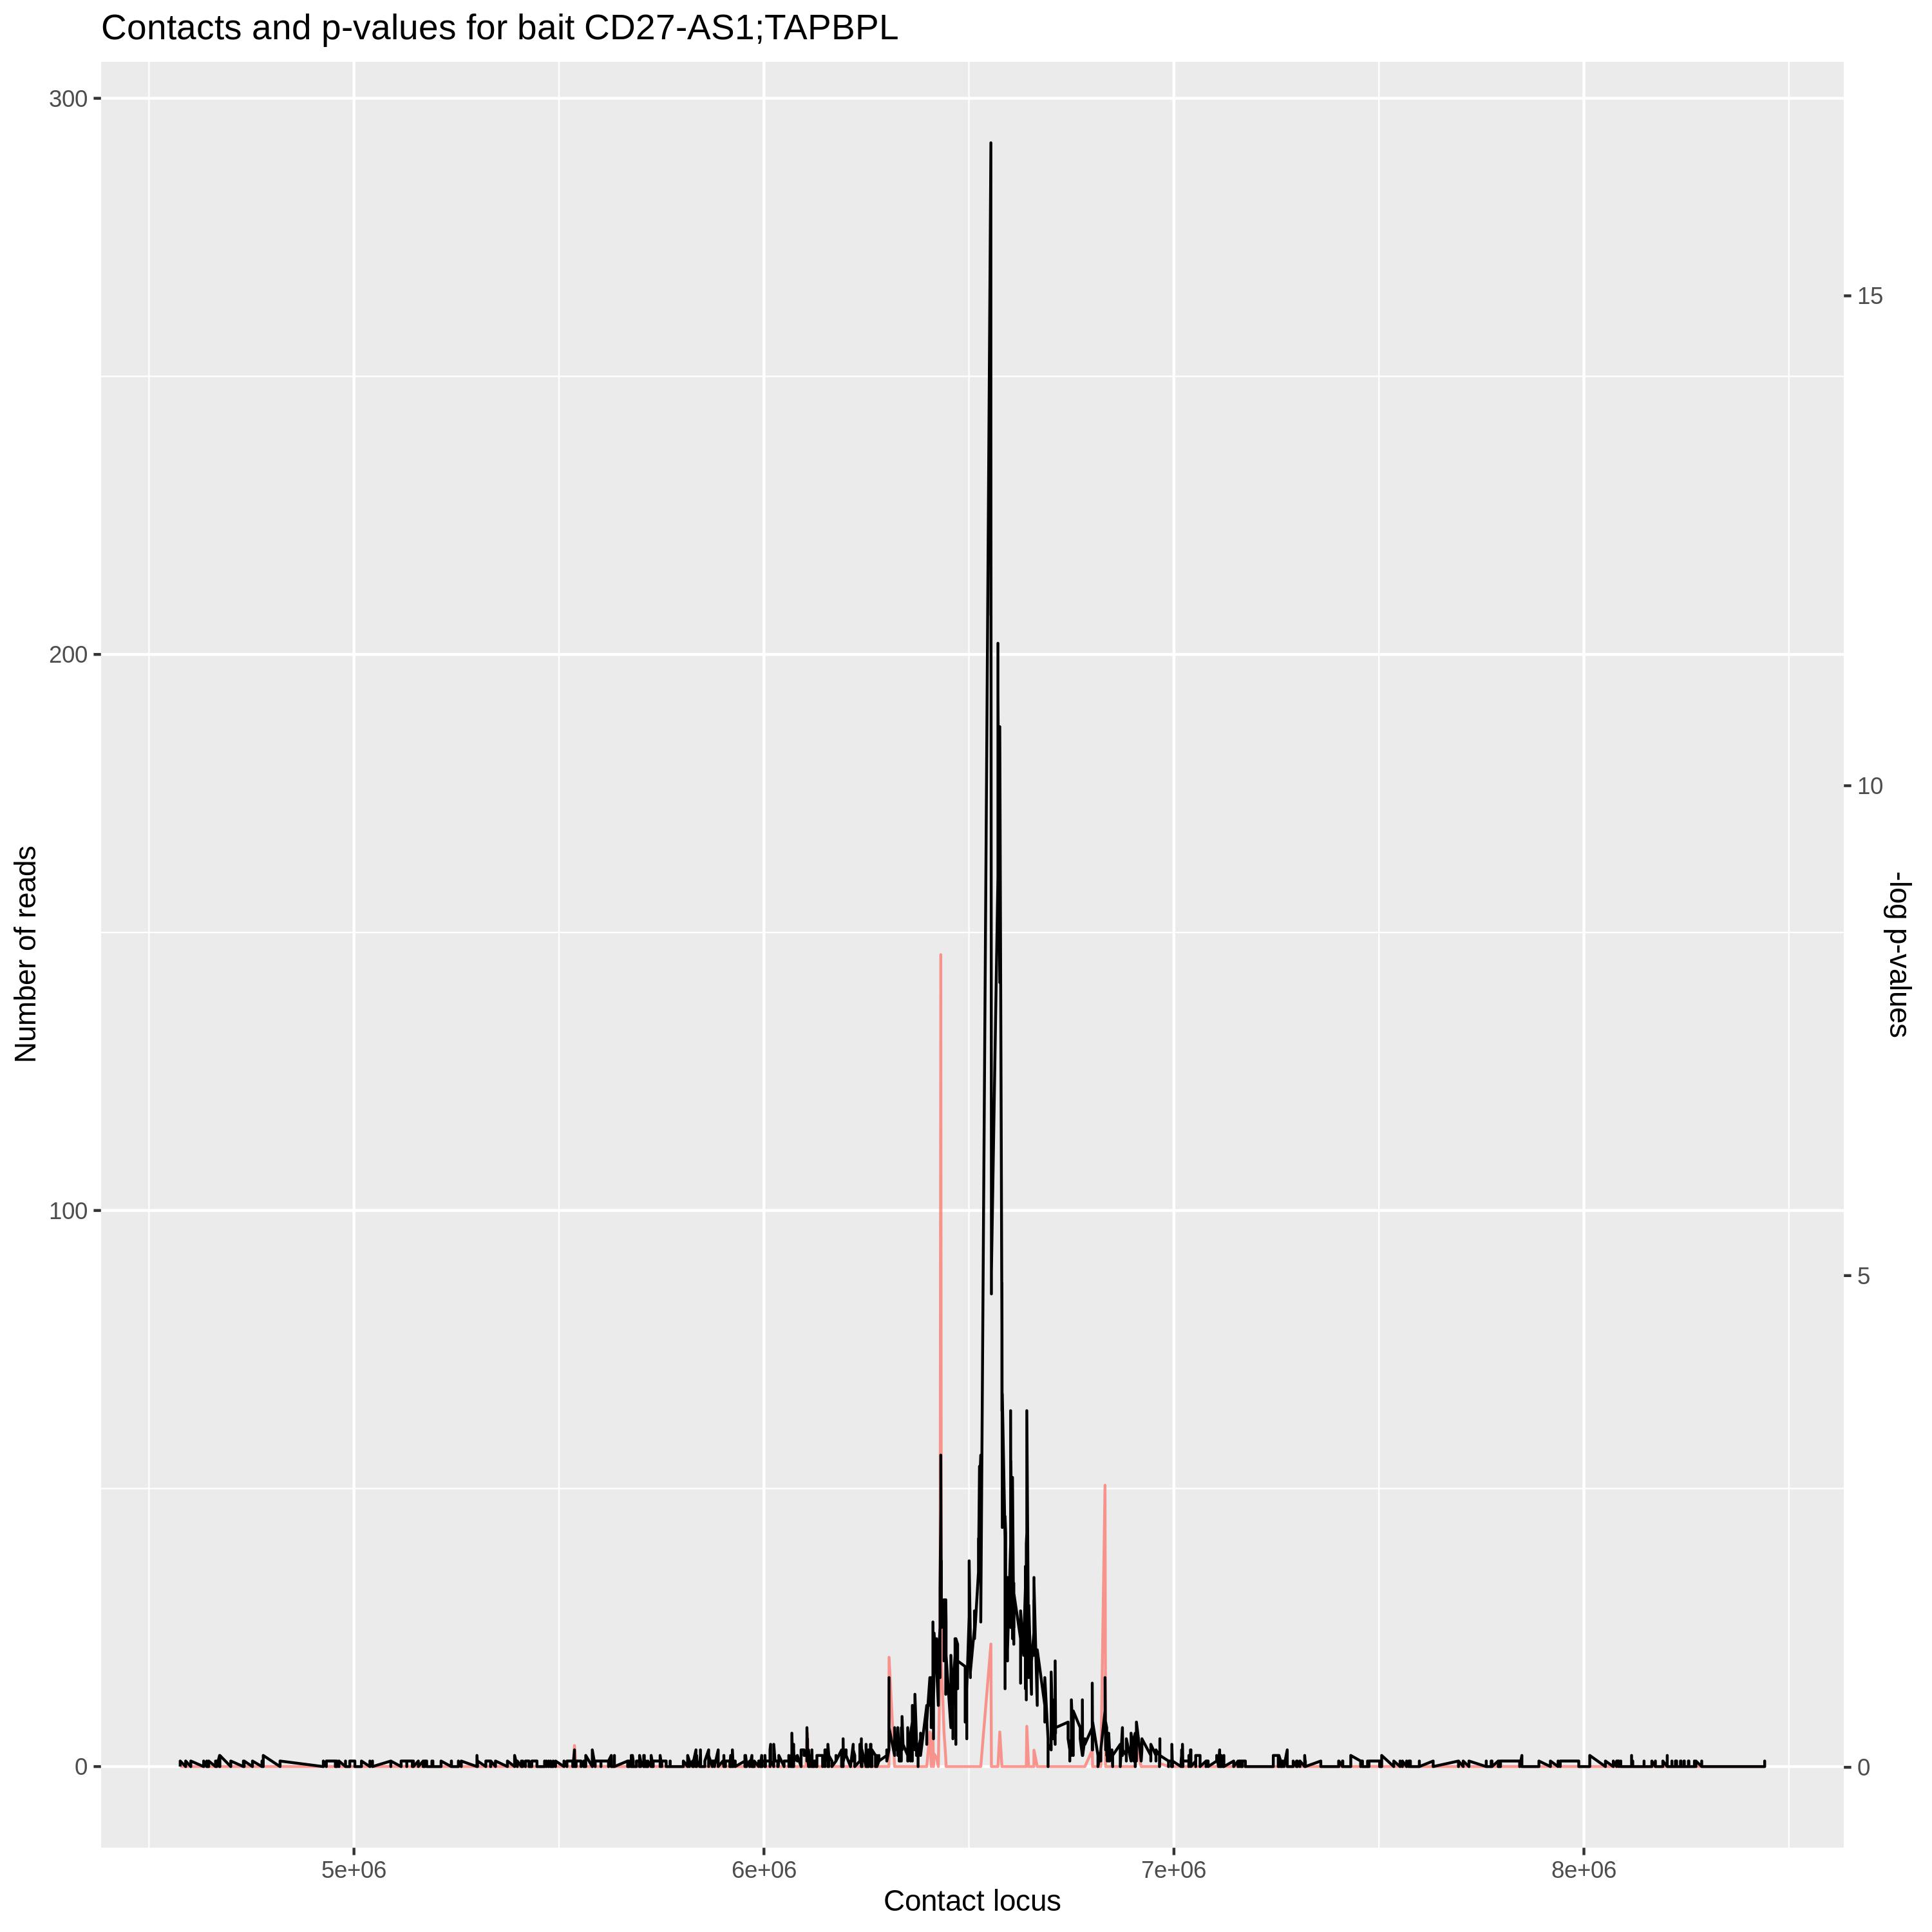 Contacts and p-values for bait CD27-AS1;TAPBPL
300
200
100
0
Number of reads
15
10
5
0
-log p-values
5e+06
6e+06
7e+06
8e+06
Contact locus